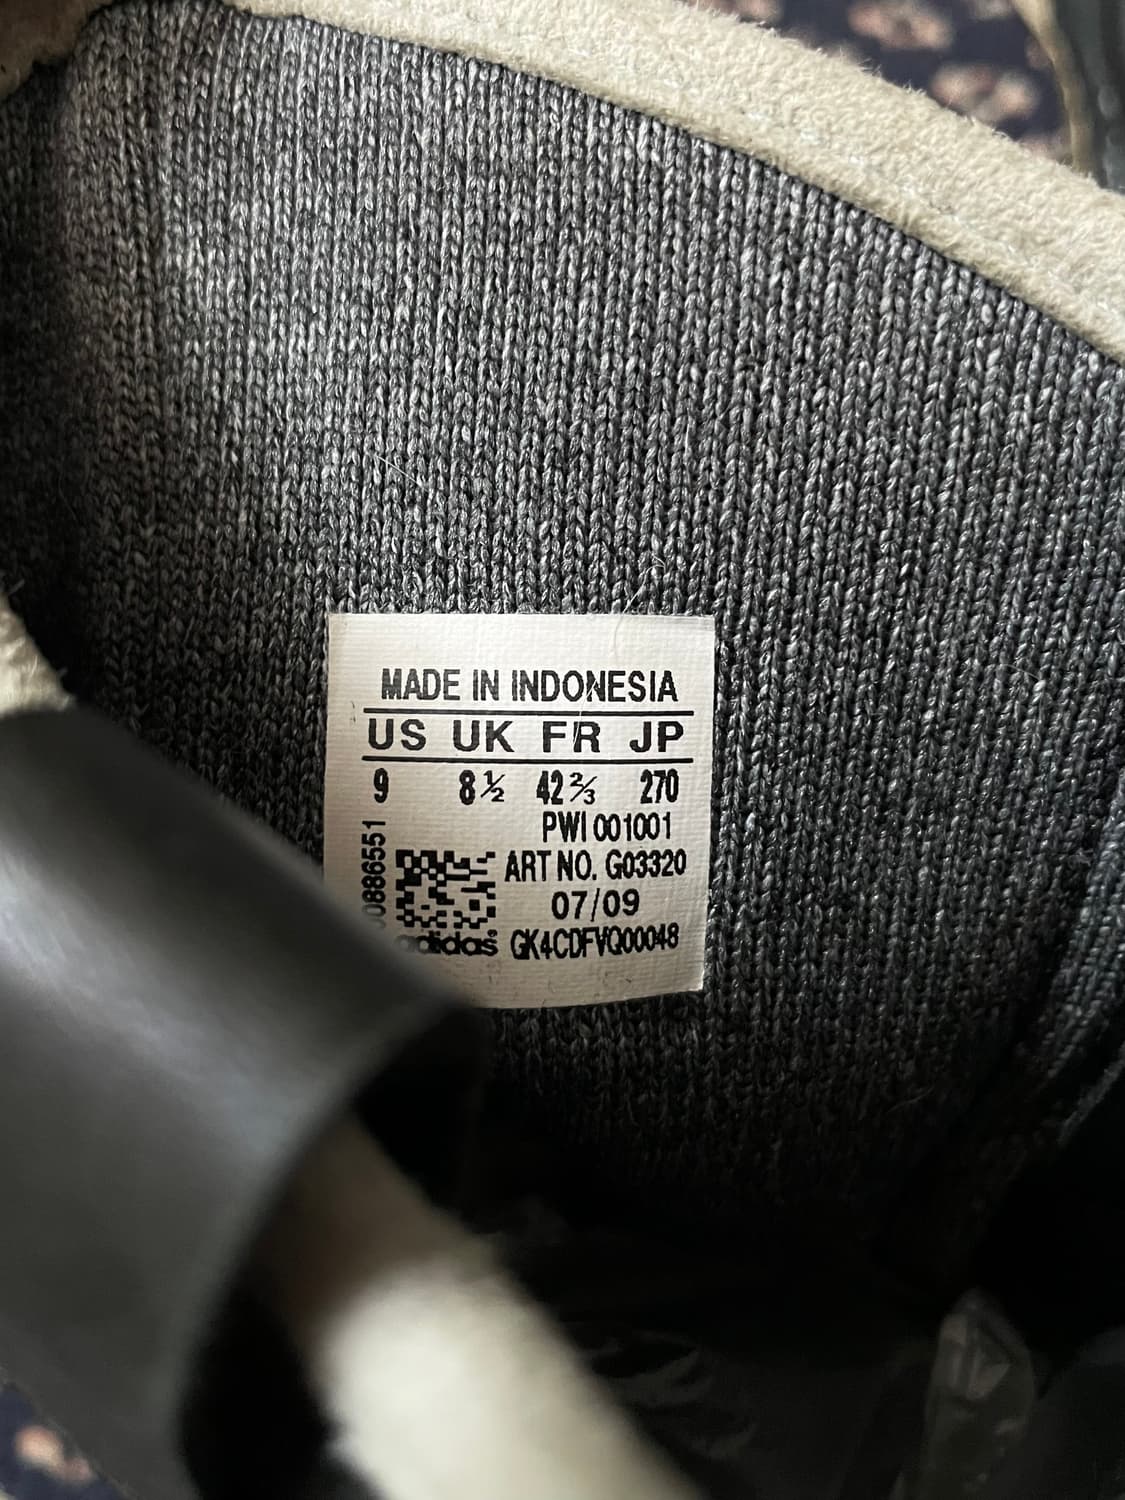 MADE IN INDONESIA
US UK FR JP
9 8½ 42⅔ 270
PWI 001001
ART NO. G03320
07/09
adidas GK4CDFVQ00048